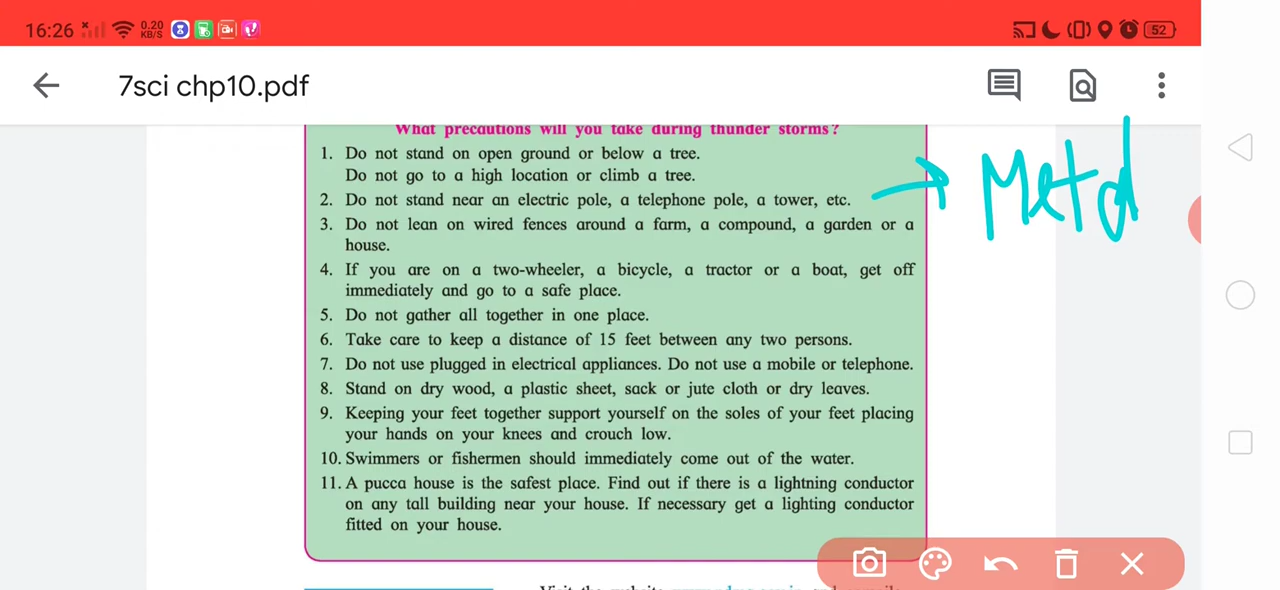 16:26 0.20 KB/S 52
7sci chp10.pdf
What precautions will you take during thunder storms?
1. Do not stand on open ground or below a tree.
Do not go to a high location or climb a tree.
2. Do not stand near an electric pole, a telephone pole, a tower, etc.
Metal
3. Do not lean on wired fences around a farm, a compound, a garden or a
house.
4. If you are on a two-wheeler, a bicycle, a tractor or a boat, get off
immediately and go to a safe place.
5. Do not gather all together in one place.
6. Take care to keep a distance of 15 feet between any two persons.
7. Do not use plugged in electrical appliances. Do not use a mobile or telephone.
8. Stand on dry wood, a plastic sheet, sack or jute cloth or dry leaves.
9. Keeping your feet together support yourself on the soles of your feet placing
your hands on your knees and crouch low.
10. Swimmers or fishermen should immediately come out of the water.
11. A pucca house is the safest place. Find out if there is a lightning conductor
on any tall building near your house. If necessary get a lighting conductor
fitted on your house.
Visit the website